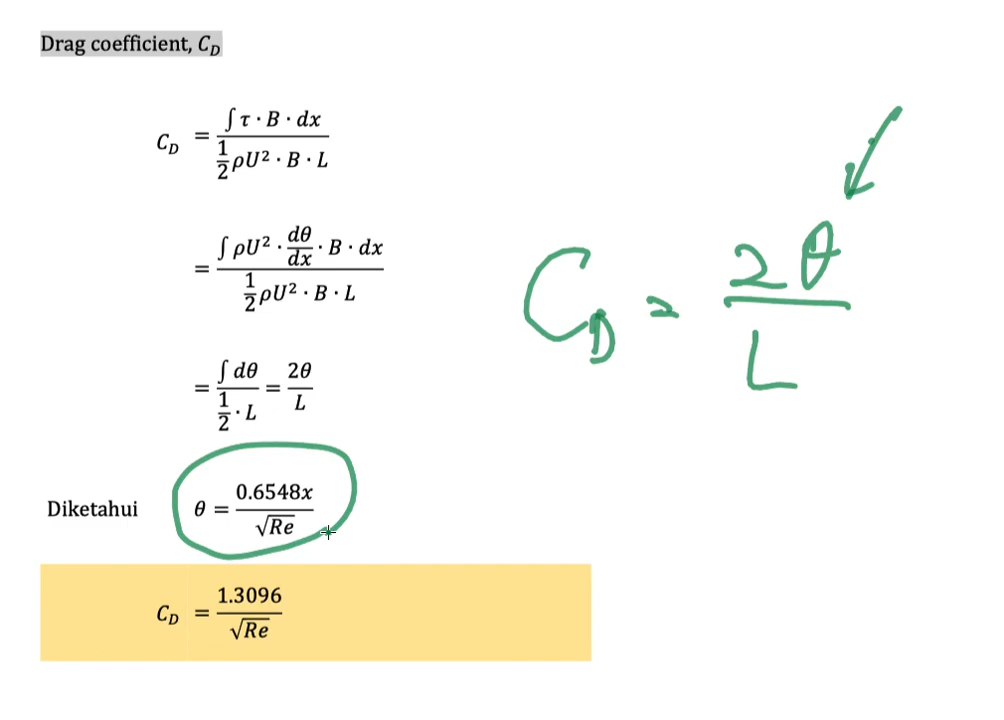 Drag coefficient, C_D
C_D = ∫ τ · B · dx / (1/2 ρU² · B · L)
= ∫ ρU² · dθ/dx · B · dx / (1/2 ρU² · B · L)
C_D = 2θ / L
= ∫ dθ / (1/2 · L) = 2θ / L
Diketahui θ = 0.6548x / √Re
C_D = 1.3096 / √Re